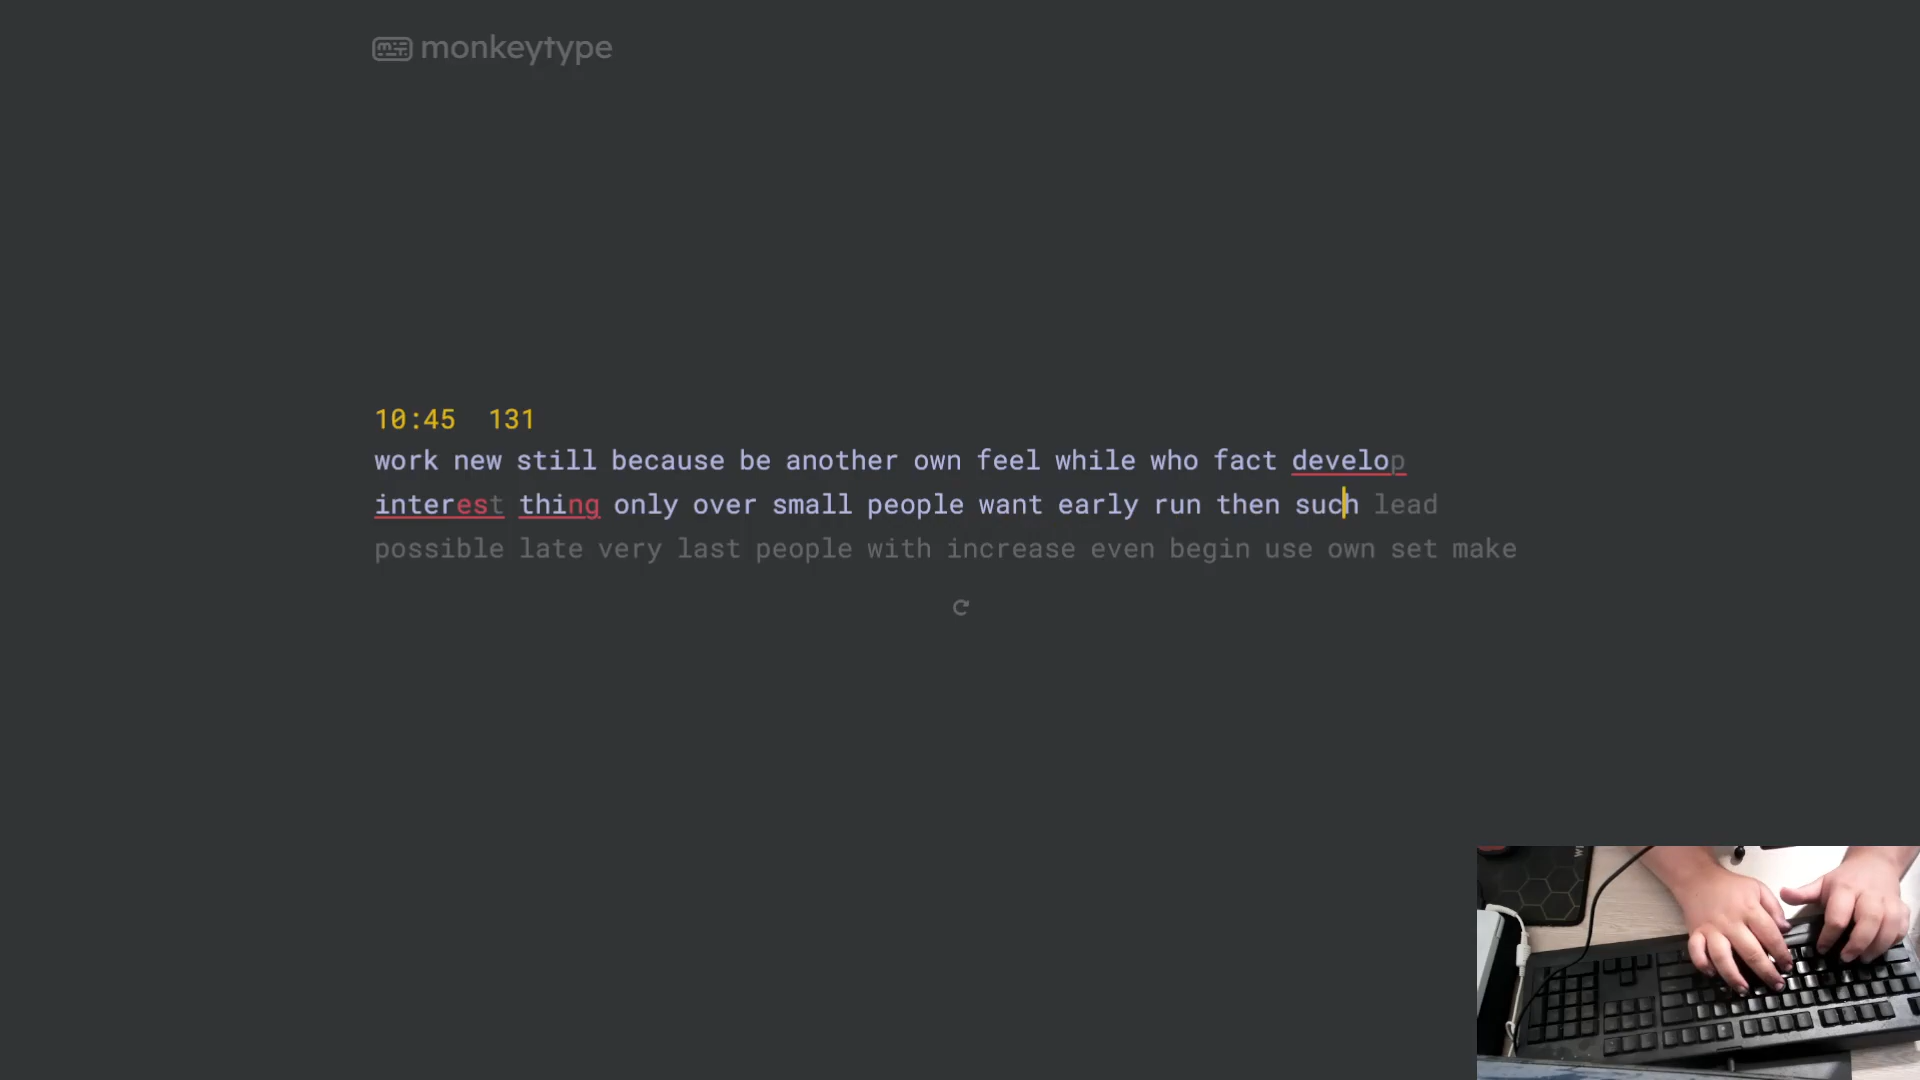 monkeytype
10:45 131
work new still because be another own feel while who fact develop
interest thing only over small people want early run then such lead
possible late very last people with increase even begin use own set make